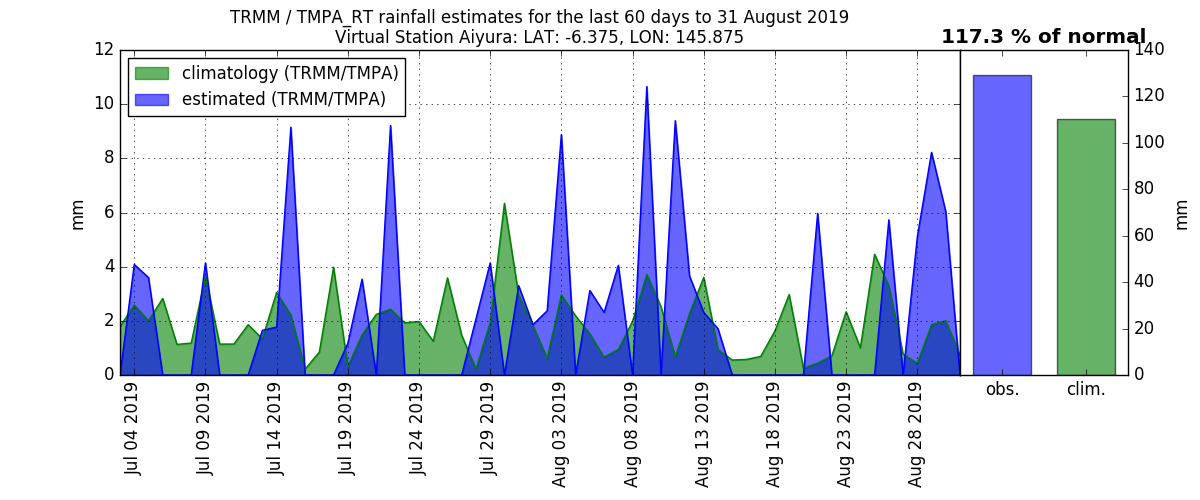 TRMM / TMPA_RT rainfall estimates for the last 60 days to 31 August 2019
Virtual Station Aiyura: LAT: -6.375, LON: 145.875
117.3 % of normal
climatology (TRMM/TMPA)
estimated (TRMM/TMPA)
12
10
8
6
4
2
0
mm
140
120
100
80
60
40
20
0
mm
Jul 04 2019
Jul 09 2019
Jul 14 2019
Jul 19 2019
Jul 24 2019
Jul 29 2019
Aug 03 2019
Aug 08 2019
Aug 13 2019
Aug 18 2019
Aug 23 2019
Aug 28 2019
obs.
clim.